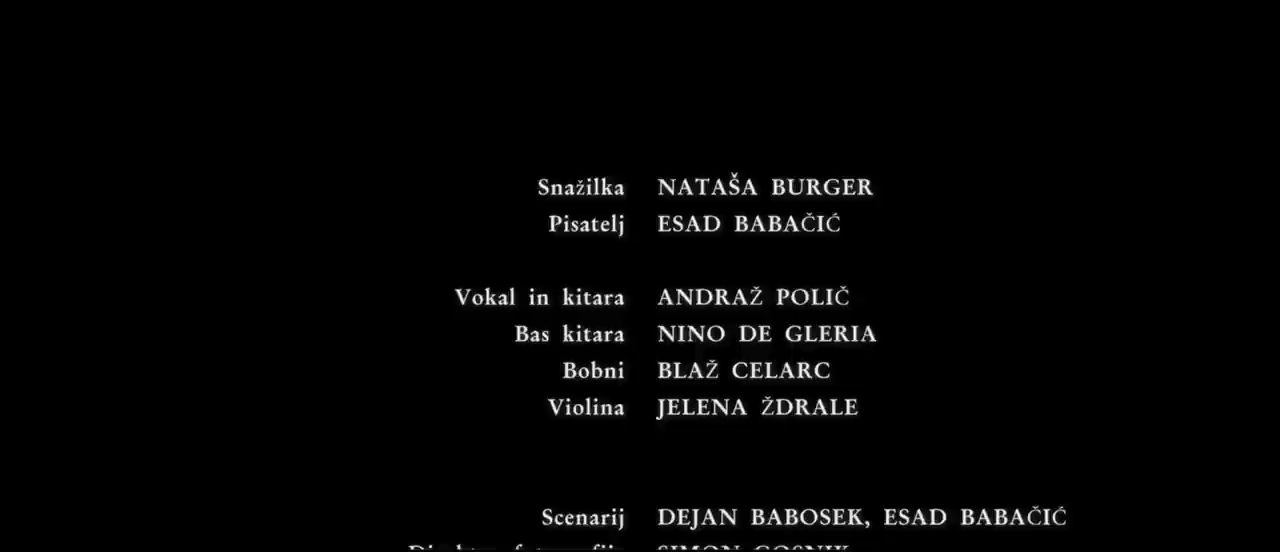 Snažilka NATAŠA BURGER
Pisatelj ESAD BABAČIĆ
Vokal in kitara ANDRAŽ POLIČ
Bas kitara NINO DE GLERIA
Bobni BLAŽ CELARC
Violina JELENA ŽDRALE
Scenarij DEJAN BABOSEK, ESAD BABAČIĆ